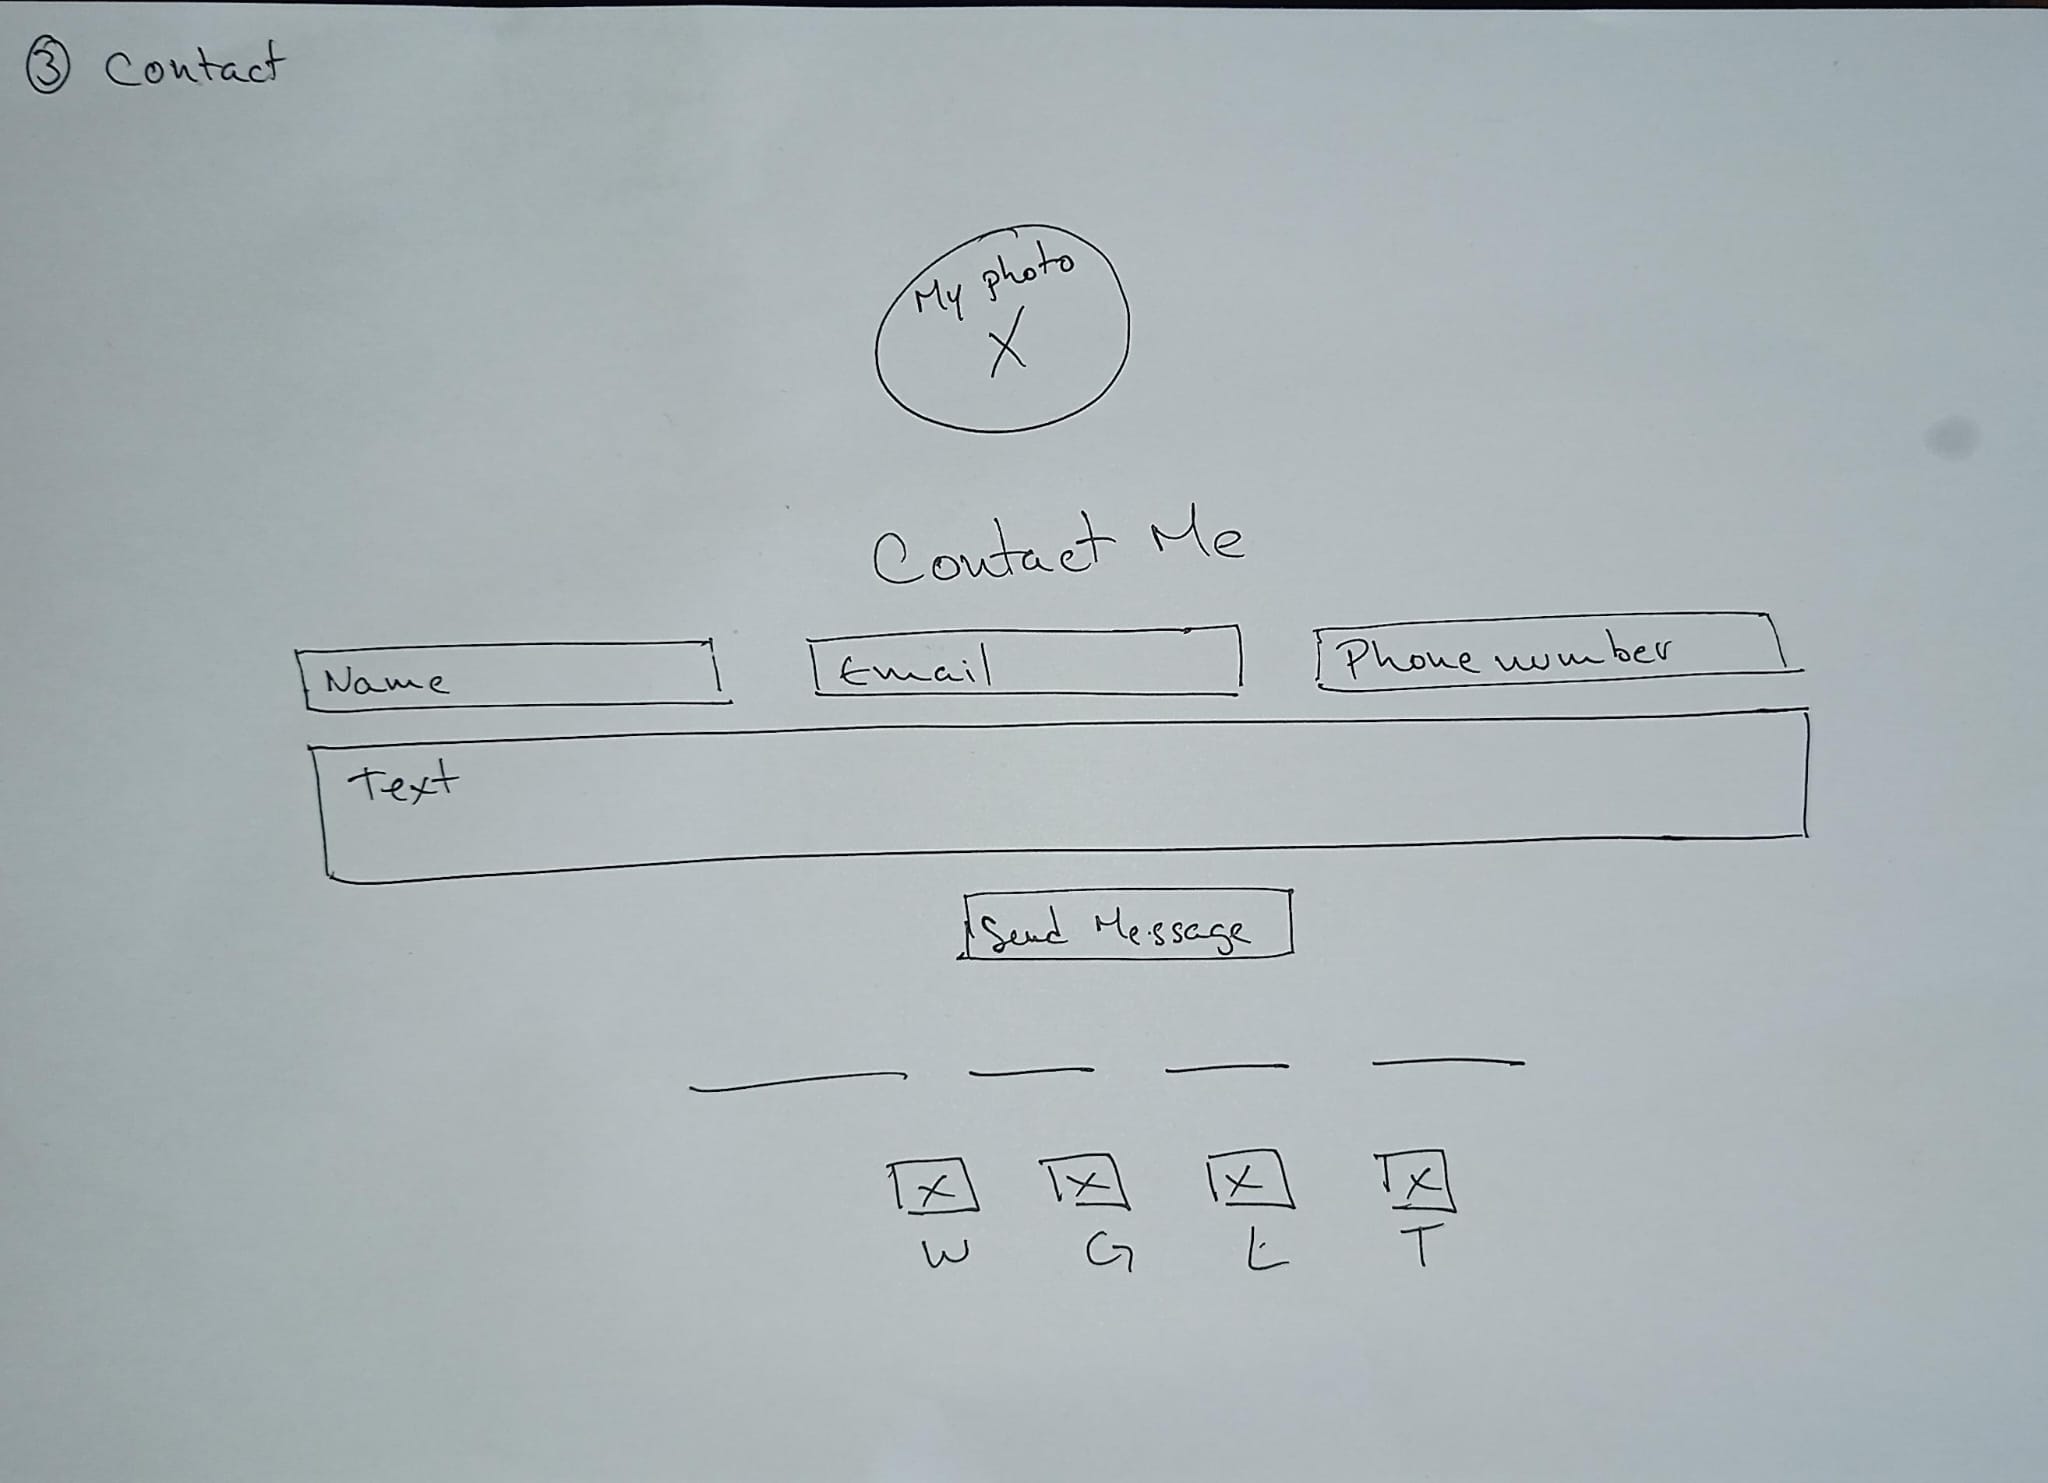 ③ Contact
My photo
X
Contact Me
Name Email Phone number
Text
Send Message
X X X X
W G L T